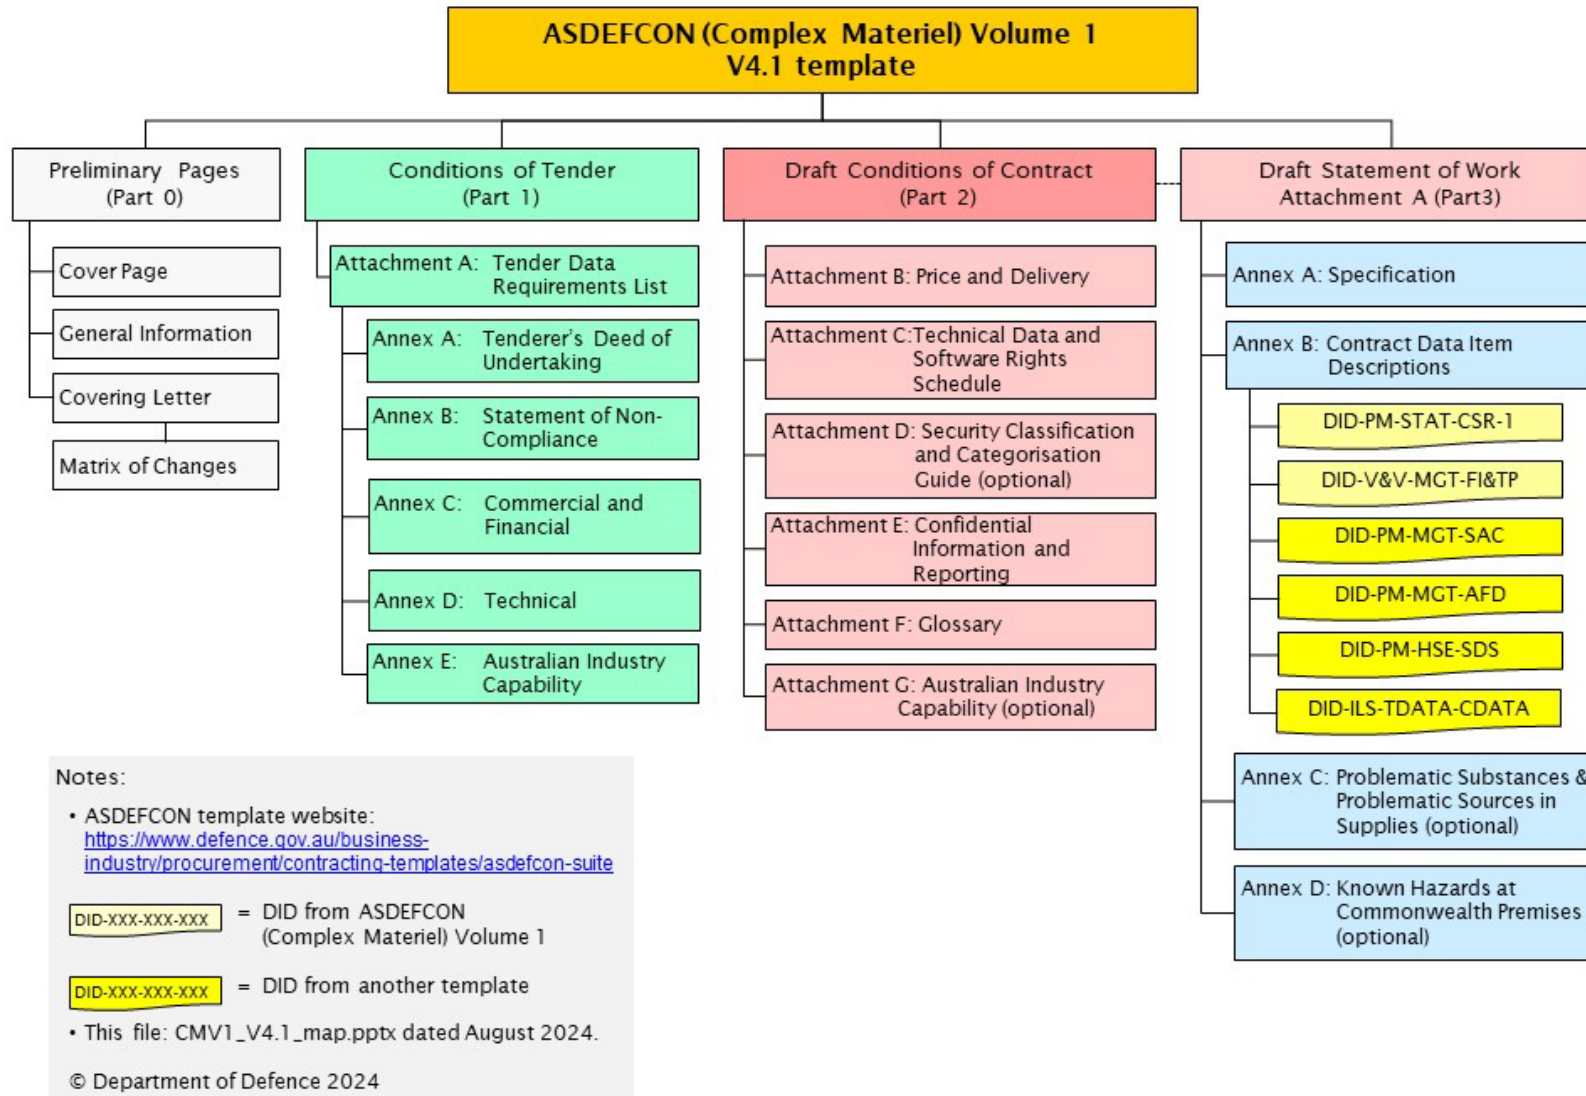 ASDEFCON (Complex Materiel) Volume 1
V4.1 template
Preliminary Pages
(Part 0)
Cover Page
General Information
Covering Letter
Matrix of Changes
Conditions of Tender
(Part 1)
Attachment A: Tender Data
Requirements List
Annex A: Tenderer's Deed of
Undertaking
Annex B: Statement of Non-
Compliance
Annex C: Commercial and
Financial
Annex D: Technical
Annex E: Australian Industry
Capability
Draft Conditions of Contract
(Part 2)
Attachment B: Price and Delivery
Attachment C:Technical Data and
Software Rights
Schedule
Attachment D: Security Classification
and Categorisation
Guide (optional)
Attachment E: Confidential
Information and
Reporting
Attachment F: Glossary
Attachment G: Australian Industry
Capability (optional)
Draft Statement of Work
Attachment A (Part3)
Annex A: Specification
Annex B: Contract Data Item
Descriptions
DID-PM-STAT-CSR-1
DID-V&V-MGT-FI&TP
DID-PM-MGT-SAC
DID-PM-MGT-AFD
DID-PM-HSE-SDS
DID-ILS-TDATA-CDATA
Annex C: Problematic Substances &
Problematic Sources in
Supplies (optional)
Annex D: Known Hazards at
Commonwealth Premises
(optional)
Notes:
• ASDEFCON template website:
https://www.defence.gov.au/business-
industry/procurement/contracting-templates/asdefcon-suite
DID-XXX-XXX-XXX = DID from ASDEFCON
(Complex Materiel) Volume 1
DID-XXX-XXX-XXX = DID from another template
• This file: CMV1_V4.1_map.pptx dated August 2024.
© Department of Defence 2024